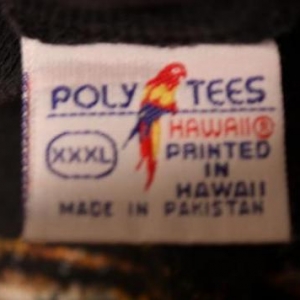 POLY TEES
HAWAII®
XXXL
PRINTED
IN
HAWAII
MADE IN PAKISTAN